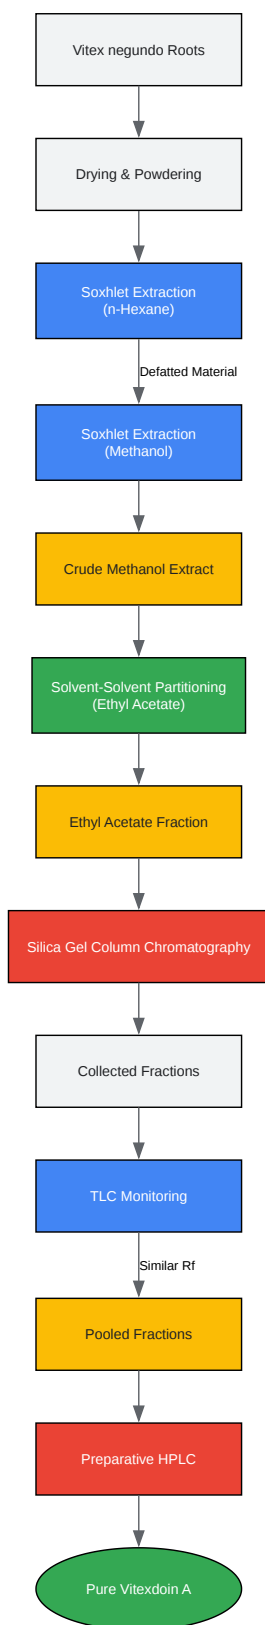 Vitex negundo Roots
Drying & Powdering
Soxhlet Extraction
(n-Hexane)
Defatted Material
Soxhlet Extraction
(Methanol)
Crude Methanol Extract
Solvent-Solvent Partitioning
(Ethyl Acetate)
Ethyl Acetate Fraction
Silica Gel Column Chromatography
Collected Fractions
TLC Monitoring
Similar Rf
Pooled Fractions
Preparative HPLC
Pure Vitexdoin A